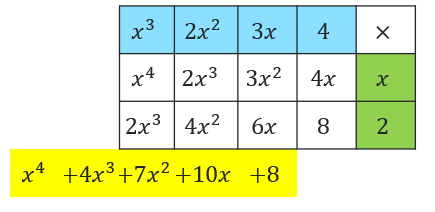 x³ 2x² 3x 4 ×
x⁴ 2x³ 3x² 4x x
2x³ 4x² 6x 8 2
x⁴ +4x³+7x²+10x +8